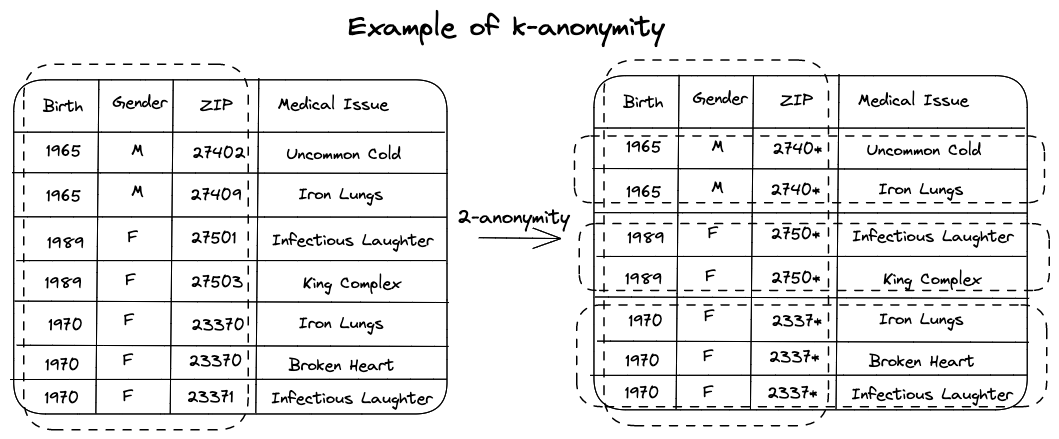 Example of k-anonymity
Birth Gender ZIP Medical Issue
1965 M 27402 Uncommon Cold
1965 M 27409 Iron Lungs
1989 F 27501 Infectious Laughter
1989 F 27503 King Complex
1970 F 23370 Iron Lungs
1970 F 23370 Broken Heart
1970 F 23371 Infectious Laughter
2-anonymity
Birth Gender ZIP Medical Issue
1965 M 2740* Uncommon Cold
1965 M 2740* Iron Lungs
1989 F 2750* Infectious Laughter
1989 F 2750* King Complex
1970 F 2337* Iron Lungs
1970 F 2337* Broken Heart
1970 F 2337* Infectious Laughter